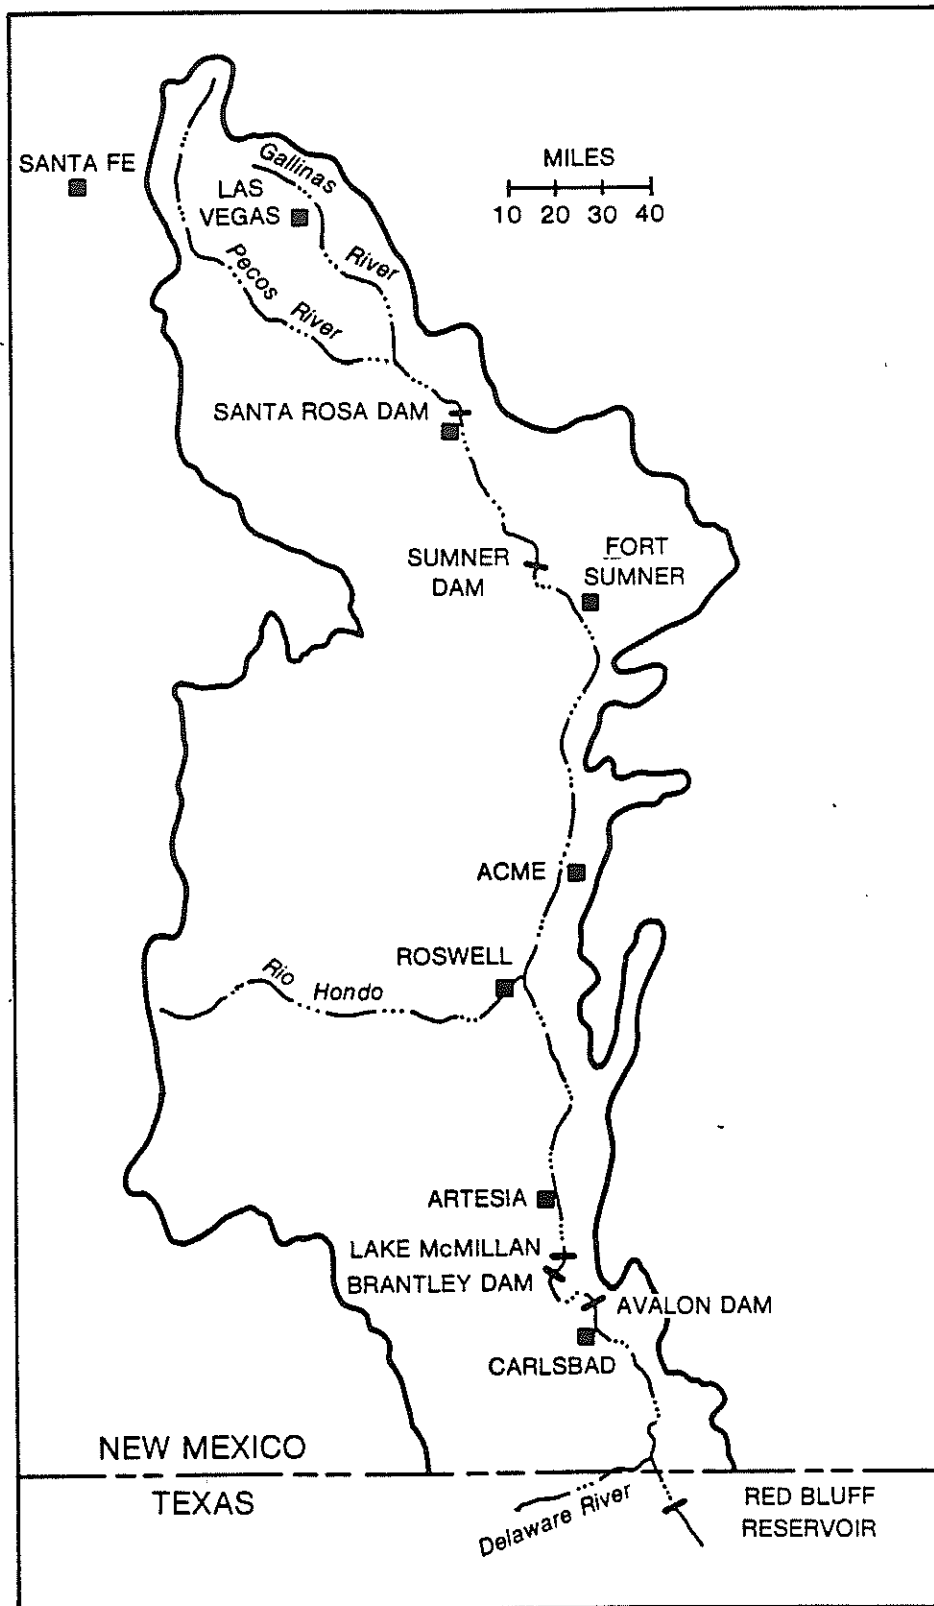 SANTA FE
Gallinas
River
LAS
VEGAS
MILES
10 20 30 40
Pecos
River
SANTA ROSA DAM
SUMNER
DAM
FORT
SUMNER
ACME
ROSWELL
Rio
Hondo
ARTESIA
LAKE McMILLAN
BRANTLEY DAM
AVALON DAM
CARLSBAD
NEW MEXICO
TEXAS
Delaware River
RED BLUFF
RESERVOIR